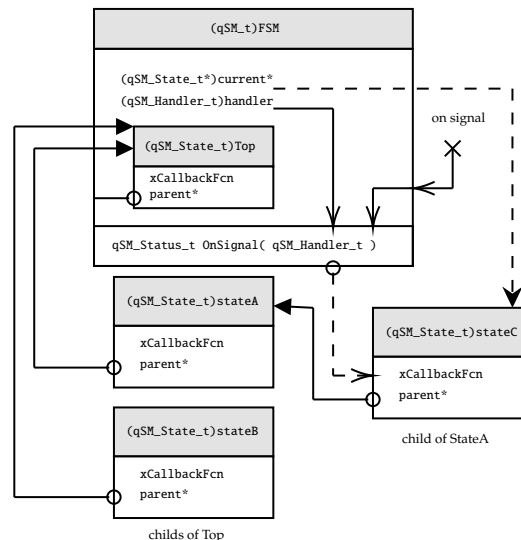 (qSM_t)FSM
(qSM_State_t*)current*
(qSM_Handler_t)handler
on signal
(qSM_State_t)Top
xCallbackFcn
parent*
qSM_Status_t OnSignal( qSM_Handler_t )
(qSM_State_t)stateA
xCallbackFcn
parent*
(qSM_State_t)stateC
xCallbackFcn
parent*
child of StateA
(qSM_State_t)stateB
xCallbackFcn
parent*
childs of Top